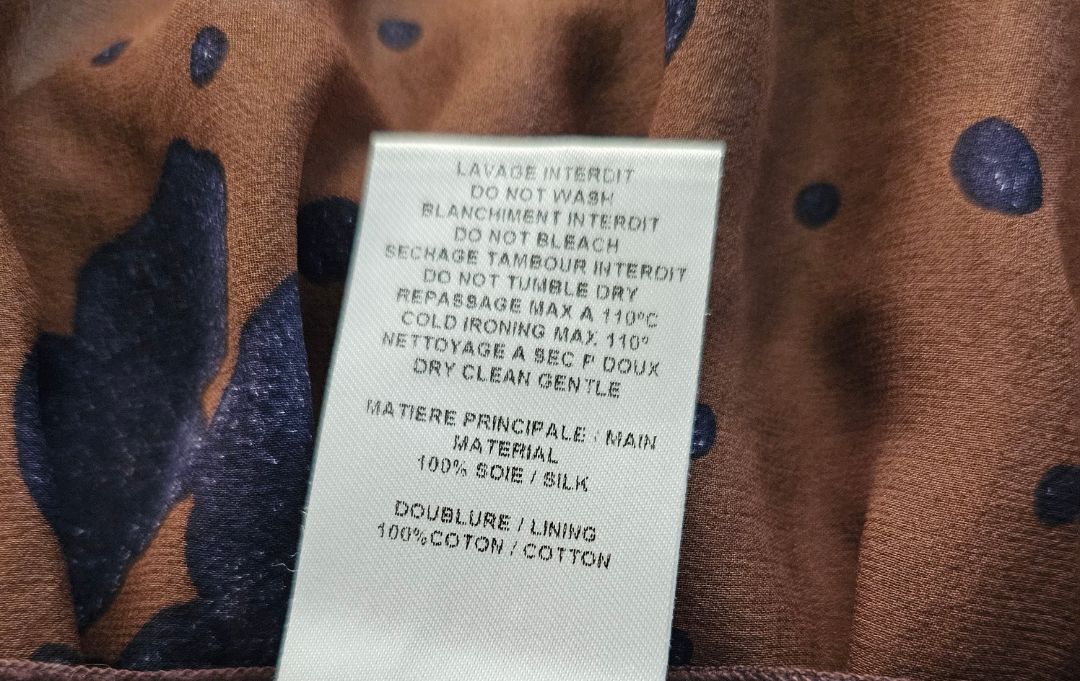 LAVAGE INTERDIT
DO NOT WASH
BLANCHIMENT INTERDIT
DO NOT BLEACH
SECHAGE TAMBOUR INTERDIT
DO NOT TUMBLE DRY
REPASSAGE MAX A 110°C
COLD IRONING MAX. 110°
NETTOYAGE A SEC P DOUX
DRY CLEAN GENTLE
MATIERE PRINCIPALE / MAIN
MATERIAL
100% SOIE / SILK
DOUBLURE / LINING
100%COTON / COTTON